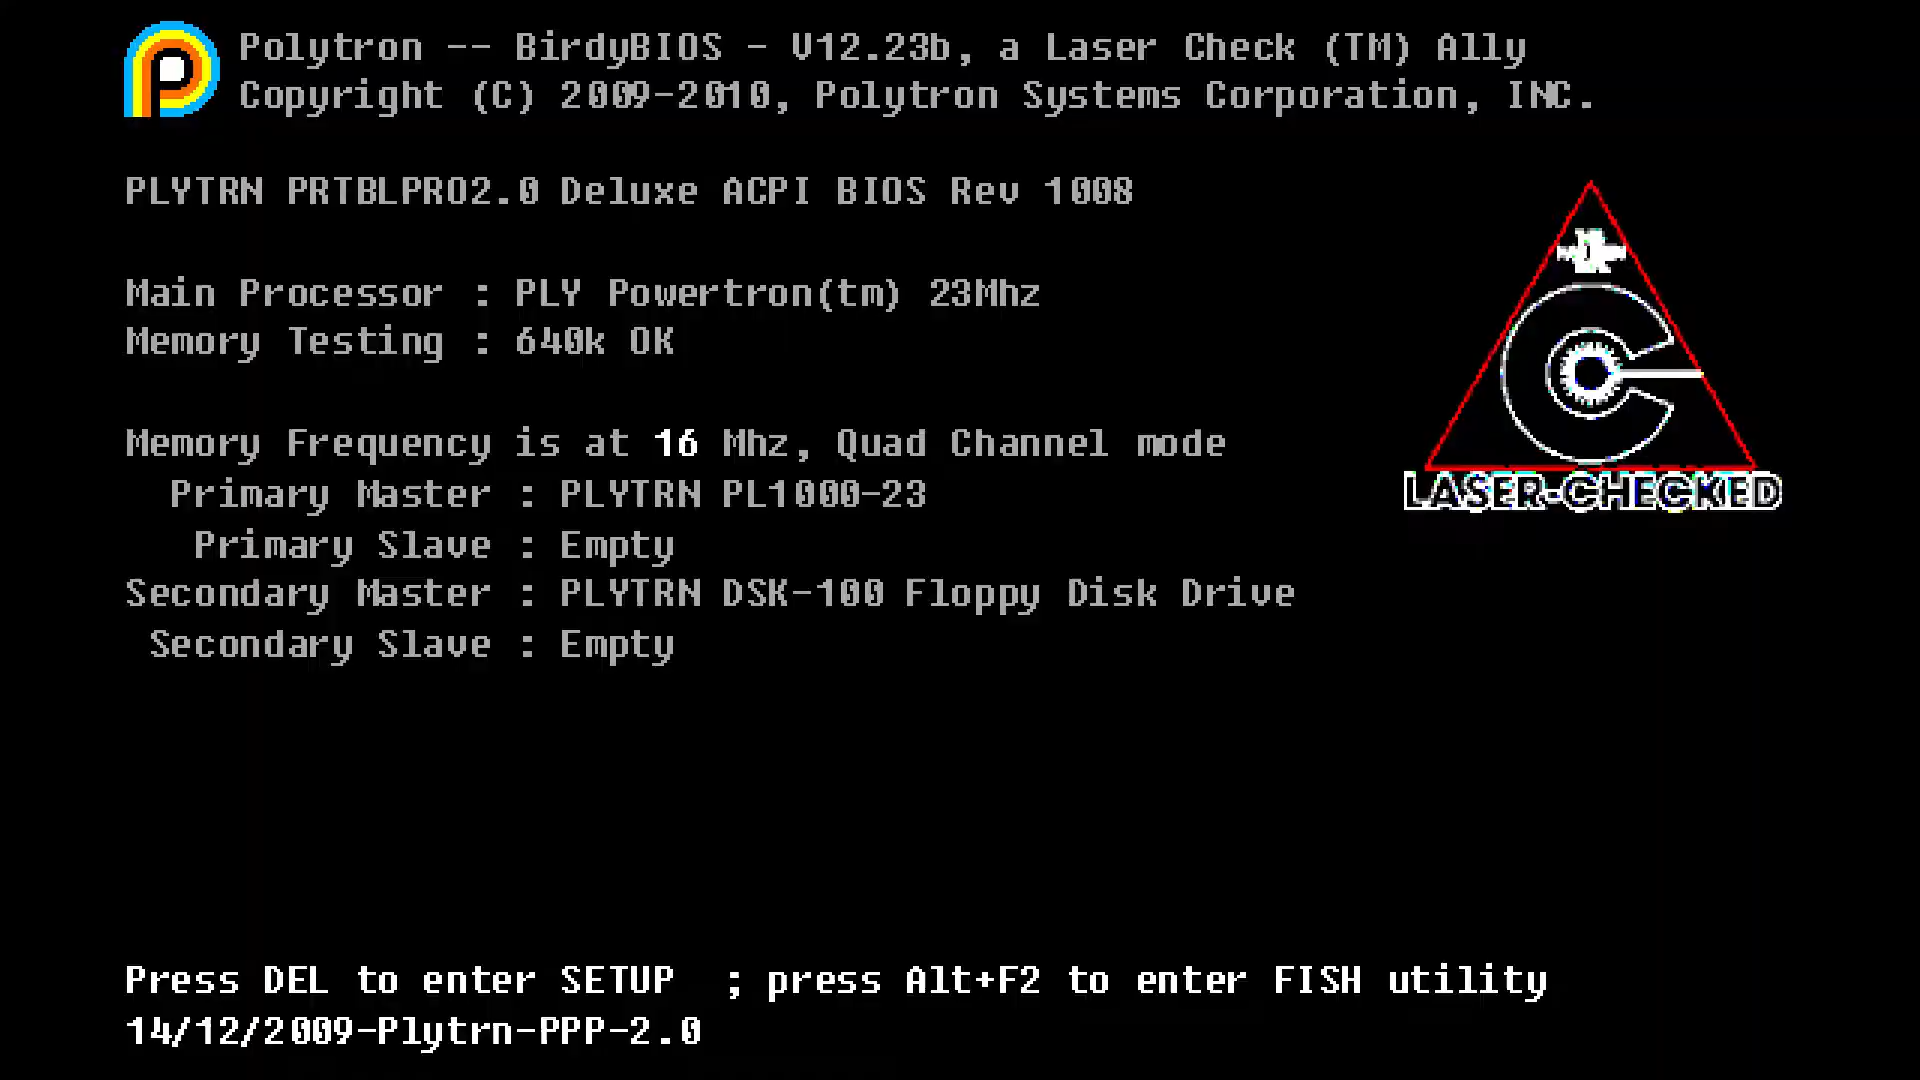 Polytron -- BirdyBIOS - V12.23b, a Laser Check (TM) Ally
Copyright (C) 2009-2010, Polytron Systems Corporation, INC.
PLYTRN PRTBLPRO2.0 Deluxe ACPI BIOS Rev 1008
Main Processor : PLY Powertron(tm) 23Mhz
Memory Testing : 640k OK
Memory Frequency is at 16 Mhz, Quad Channel mode
Primary Master : PLYTRN PL1000-23
Primary Slave : Empty
Secondary Master : PLYTRN DSK-100 Floppy Disk Drive
Secondary Slave : Empty
LASER-CHECKED
Press DEL to enter SETUP  ; press Alt+F2 to enter FISH utility
14/12/2009-Plytrn-PPP-2.0